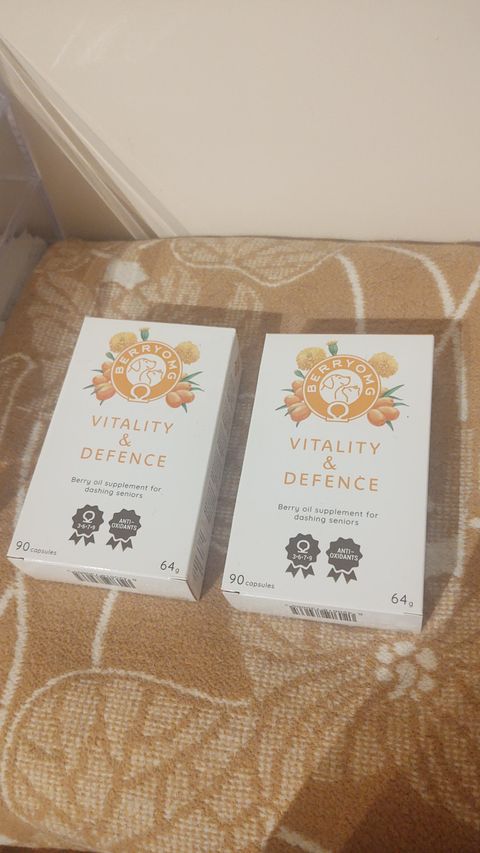 BERRYOMG
Ω
VITALITY
&
DEFENCE
Berry oil supplement for
dashing seniors
Ω
3-6-7-9
ANTI-
OXIDANTS
90 capsules
64g
BERRYOMG
Ω
VITALITY
&
DEFENCE
Berry oil supplement for
dashing seniors
Ω
3-6-7-9
ANTI-
OXIDANTS
90 capsules
64g